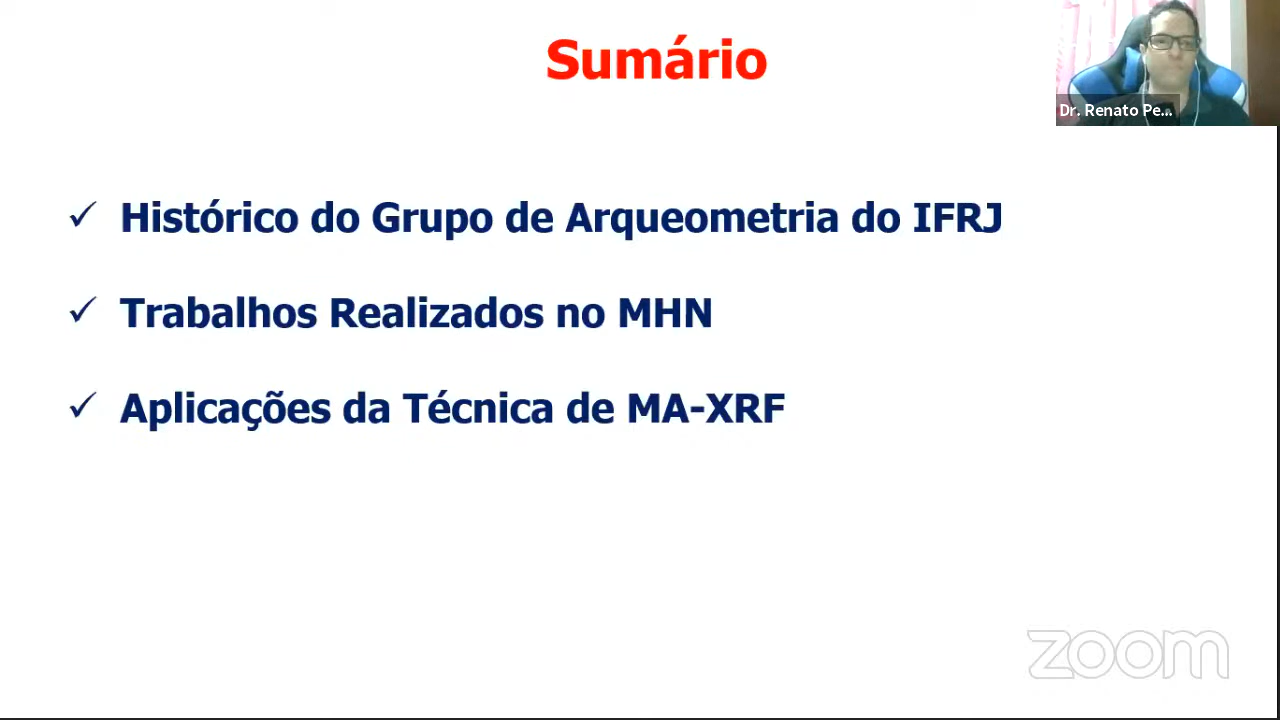 Sumário
Dr. Renato Pe...
✓ Histórico do Grupo de Arqueometria do IFRJ
✓ Trabalhos Realizados no MHN
✓ Aplicações da Técnica de MA-XRF
zoom